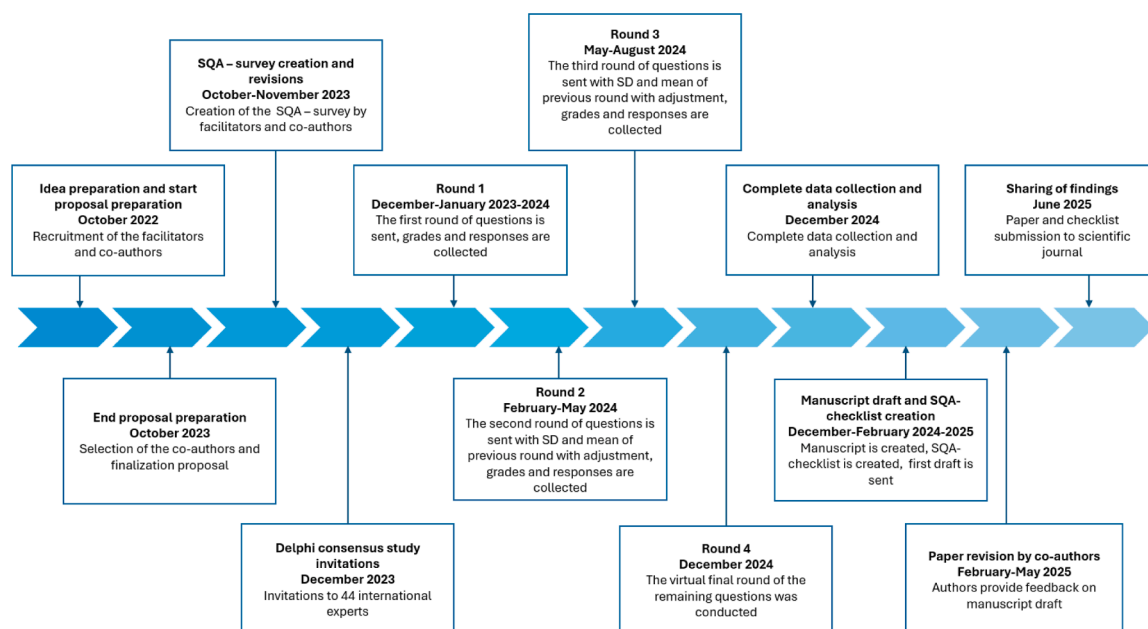 Idea preparation and start
proposal preparation
October 2022
Recruitment of the facilitators
and co-authors
End proposal preparation
October 2023
Selection of the co-authors and
finalization proposal
SQA – survey creation and
revisions
October-November 2023
Creation of the SQA – survey by
facilitators and co-authors
Delphi consensus study
invitations
December 2023
Invitations to 44 international
experts
Round 1
December-January 2023-2024
The first round of questions is
sent, grades and responses are
collected
Round 2
February-May 2024
The second round of questions is
sent with SD and mean of
previous round with adjustment,
grades and responses are
collected
Round 3
May-August 2024
The third round of questions is
sent with SD and mean of
previous round with adjustment,
grades and responses are
collected
Round 4
December 2024
The virtual final round of the
remaining questions was
conducted
Complete data collection and
analysis
December 2024
Complete data collection and
analysis
Manuscript draft and SQA-
checklist creation
December-February 2024-2025
Manuscript is created, SQA-
checklist is created, first draft is
sent
Paper revision by co-authors
February-May 2025
Authors provide feedback on
manuscript draft
Sharing of findings
June 2025
Paper and checklist
submission to scientific
journal